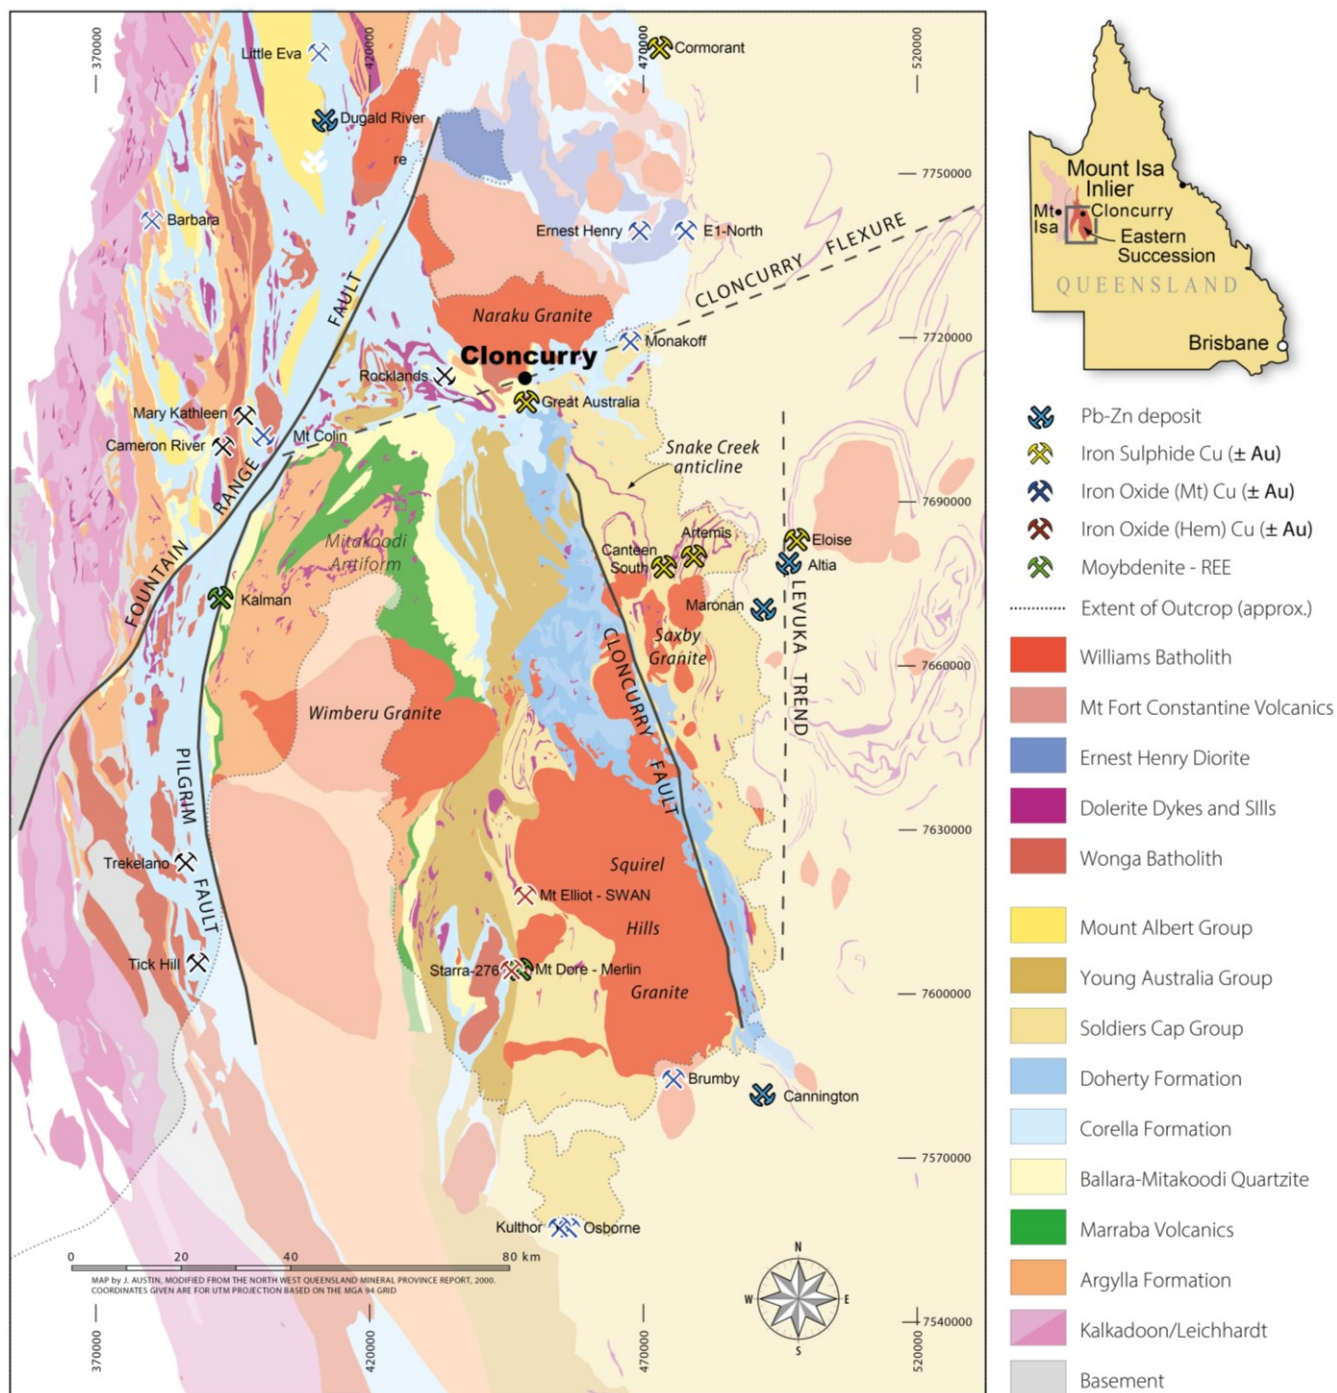 370000
420000
470000
520000
Little Eva
Cormorant
Dugald River
re
7750000
Barbara
Ernest Henry
E1-North
CLONCURRY FLEXURE
FAULT
Naraku Granite
Monakoff
7720000
Cloncurry
Rocklands
Great Australia
Mary Kathleen
Cameron River
Mt Colin
Snake Creek
anticline
RANGE
7690000
Mitakoodi
Antiform
Artemis
Eloise
Canteen
South
Altia
FOUNTAIN
Kalman
Maronan
LEVUKA TREND
Saxby
Granite
7660000
CLONCURRY
Wimberu Granite
PILGRIM
FAULT
7630000
Trekelano
Squirel
FAULT
Mt Elliot - SWAN
Hills
Tick Hill
Starra-276
Mt Dore - Merlin
Granite
7600000
Brumby
Cannington
7570000
Kulthor
Osborne
0 20 40 80 km
MAP by J. AUSTIN, MODIFIED FROM THE NORTH WEST QUEENSLAND MINERAL PROVINCE REPORT, 2000.
COORDINATES GIVEN ARE FOR UTM PROJECTION BASED ON THE MGA 94 GRID
N
W E
S
7540000
370000
420000
470000
520000
Mount Isa
Inlier
Mt
Isa
Cloncurry
Eastern
Succession
QUEENSLAND
Brisbane
Pb-Zn deposit
Iron Sulphide Cu (± Au)
Iron Oxide (Mt) Cu (± Au)
Iron Oxide (Hem) Cu (± Au)
Moybdenite - REE
Extent of Outcrop (approx.)
Williams Batholith
Mt Fort Constantine Volcanics
Ernest Henry Diorite
Dolerite Dykes and SIlls
Wonga Batholith
Mount Albert Group
Young Australia Group
Soldiers Cap Group
Doherty Formation
Corella Formation
Ballara-Mitakoodi Quartzite
Marraba Volcanics
Argylla Formation
Kalkadoon/Leichhardt
Basement